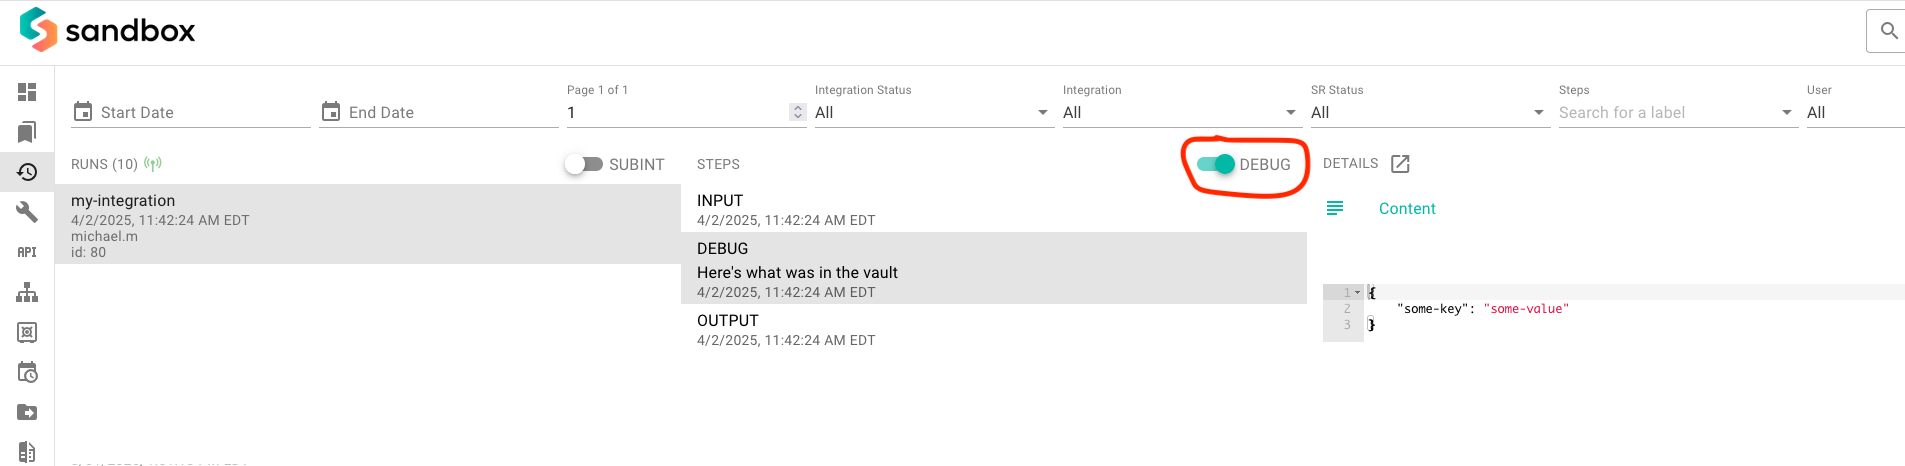 sandbox
Page 1 of 1
Integration Status
Integration
SR Status
Steps
User
Start Date
End Date
1
All
All
All
Search for a label
All
RUNS (10)
SUBINT
STEPS
DEBUG
DETAILS
my-integration
4/2/2025, 11:42:24 AM EDT
michael.m
id: 80
INPUT
4/2/2025, 11:42:24 AM EDT
DEBUG
Here's what was in the vault
4/2/2025, 11:42:24 AM EDT
OUTPUT
4/2/2025, 11:42:24 AM EDT
Content
1 {
2 "some-key": "some-value"
3 }
API